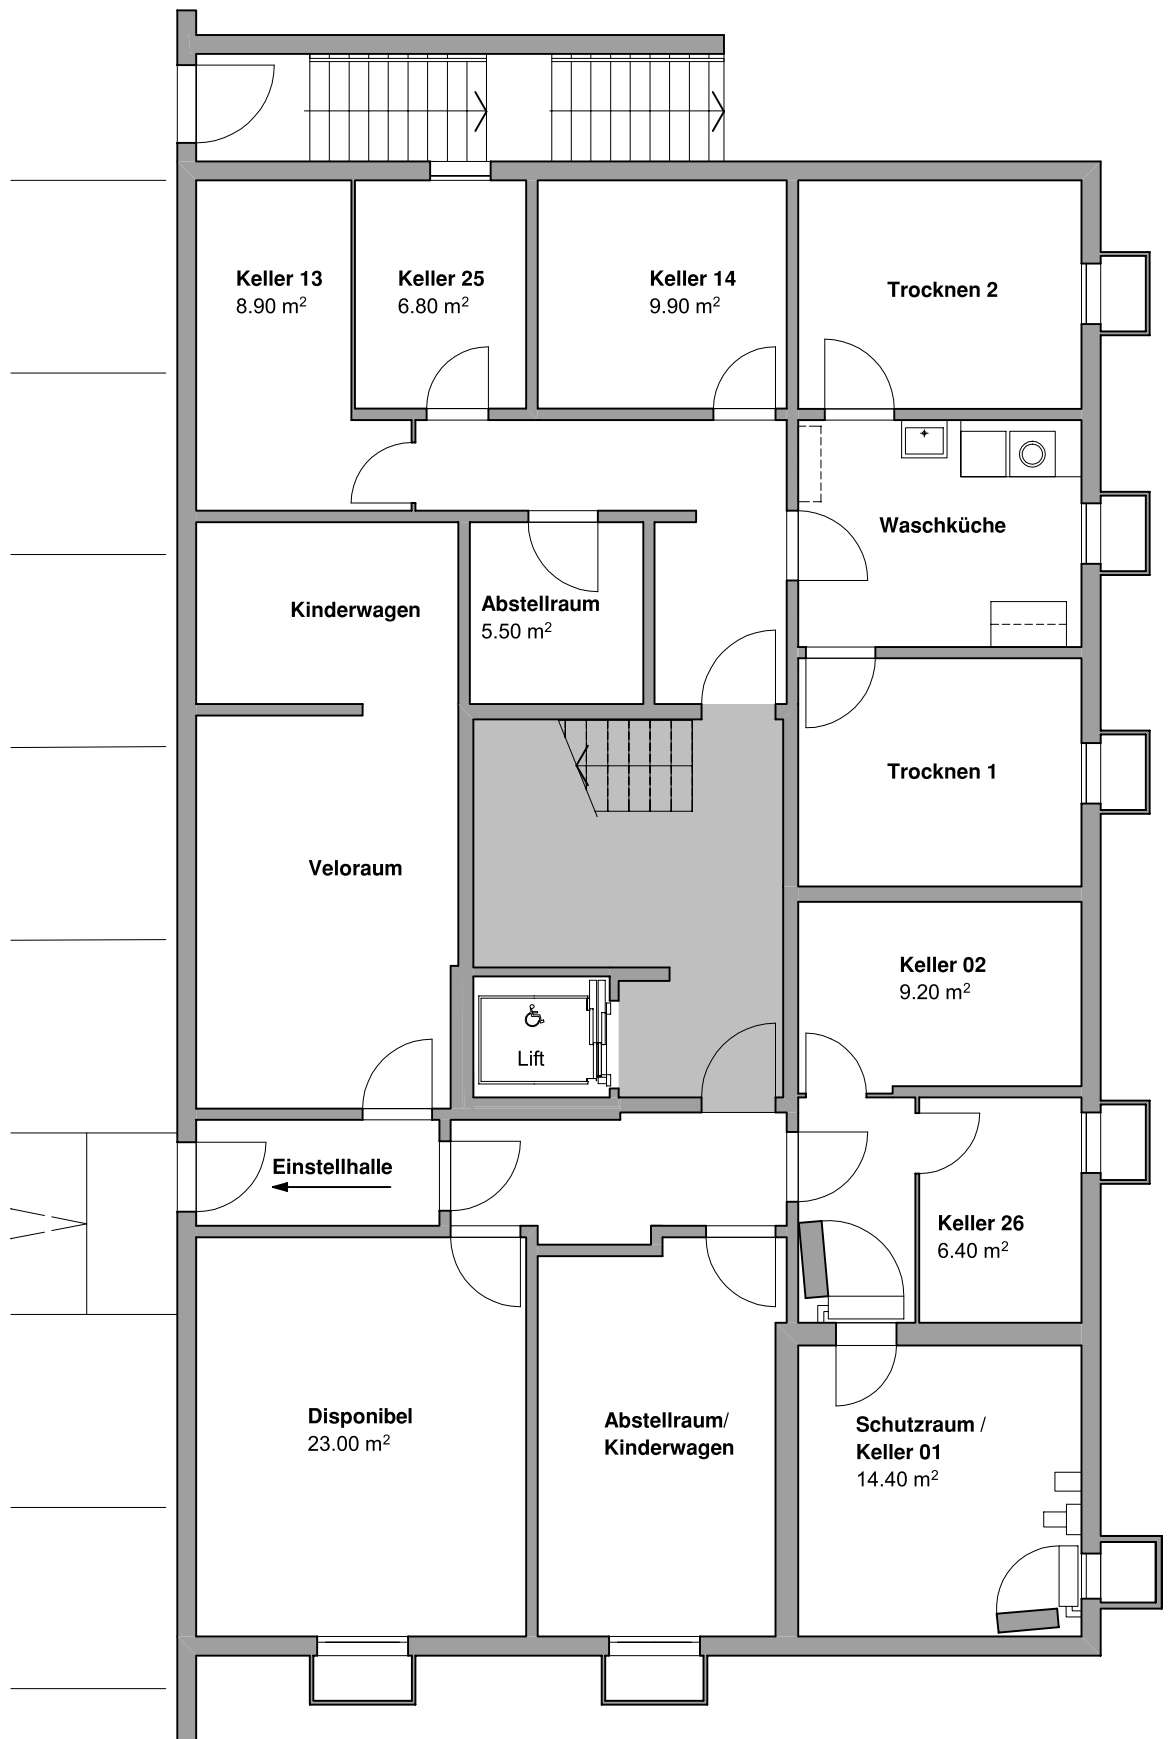 Keller 13
8.90 m²
Keller 25
6.80 m²
Keller 14
9.90 m²
Trocknen 2
Waschküche
Kinderwagen
Abstellraum
5.50 m²
Trocknen 1
Veloraum
Keller 02
9.20 m²
Lift
Einstellhalle
Keller 26
6.40 m²
Disponibel
23.00 m²
Abstellraum/
Kinderwagen
Schutzraum /
Keller 01
14.40 m²